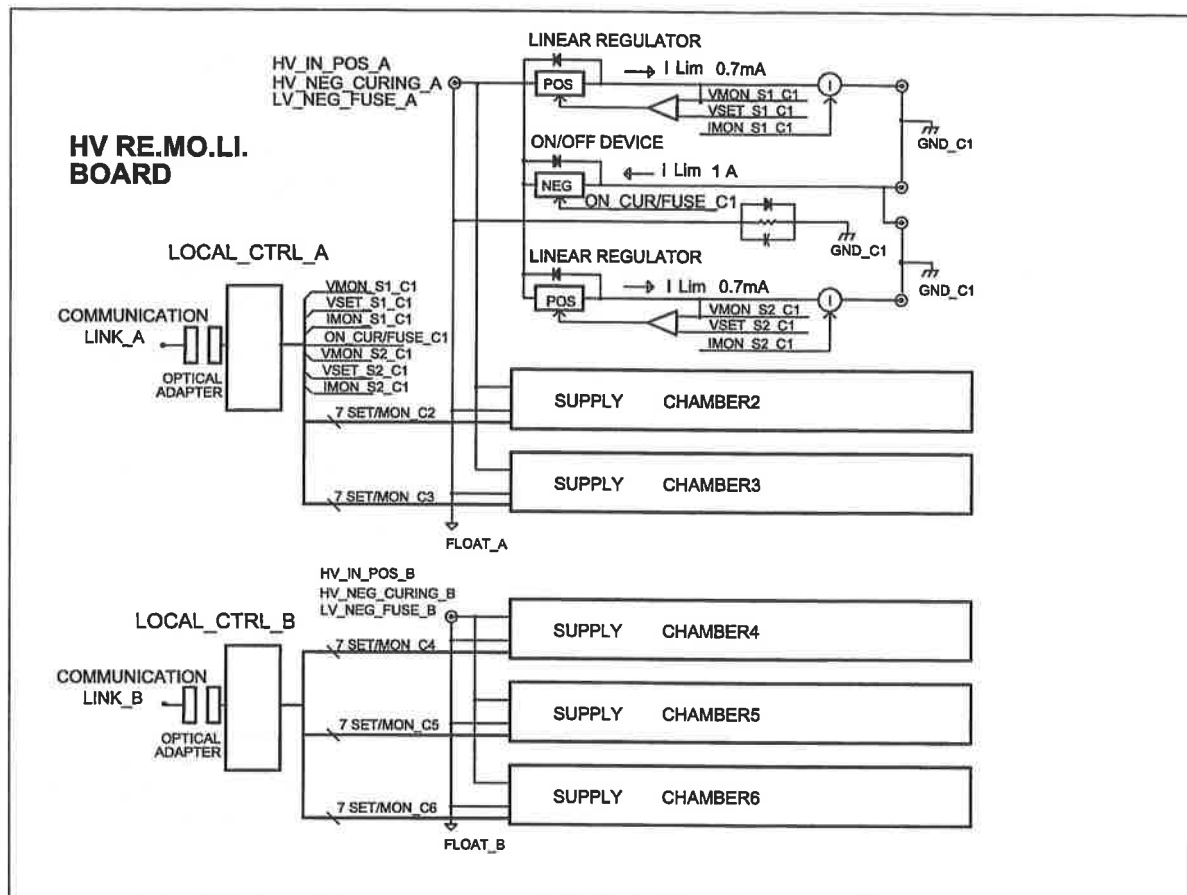 LINEAR REGULATOR
HV_IN_POS_A
HV_NEG_CURING_A
LV_NEG_FUSE_A
POS
I Lim 0.7mA
I
VMON_S1_C1
VSET_S1_C1
IMON_S1_C1
GND_C1
HV RE.MO.LI.
BOARD
ON/OFF DEVICE
NEG
I Lim 1 A
ON_CUR/FUSE_C1
GND_C1
LINEAR REGULATOR
GND_C1
POS
I Lim 0.7mA
I
VMON_S2_C1
VSET_S2_C1
IMON_S2_C1
LOCAL_CTRL_A
COMMUNICATION
LINK_A
OPTICAL
ADAPTER
VMON_S1_C1
VSET_S1_C1
IMON_S1_C1
ON_CUR/FUSE_C1
VMON_S2_C1
VSET_S2_C1
IMON_S2_C1
7 SET/MON_C2
SUPPLY CHAMBER2
7 SET/MON_C3
SUPPLY CHAMBER3
FLOAT_A
HV_IN_POS_B
HV_NEG_CURING_B
LV_NEG_FUSE_B
LOCAL_CTRL_B
COMMUNICATION
LINK_B
OPTICAL
ADAPTER
7 SET/MON_C4
SUPPLY CHAMBER4
7 SET/MON_C5
SUPPLY CHAMBER5
7 SET/MON_C6
SUPPLY CHAMBER6
FLOAT_B